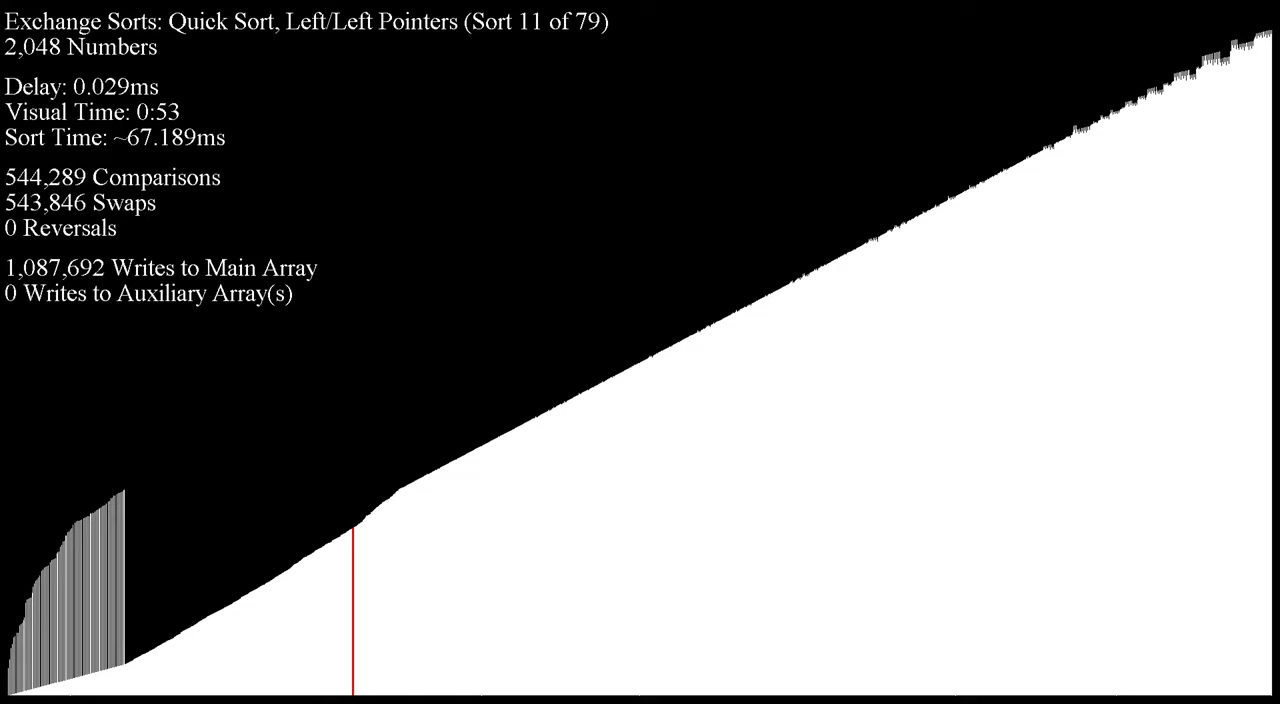 Exchange Sorts: Quick Sort, Left/Left Pointers (Sort 11 of 79)
2,048 Numbers
Delay: 0.029ms
Visual Time: 0:53
Sort Time: ~67.189ms
544,289 Comparisons
543,846 Swaps
0 Reversals
1,087,692 Writes to Main Array
0 Writes to Auxiliary Array(s)